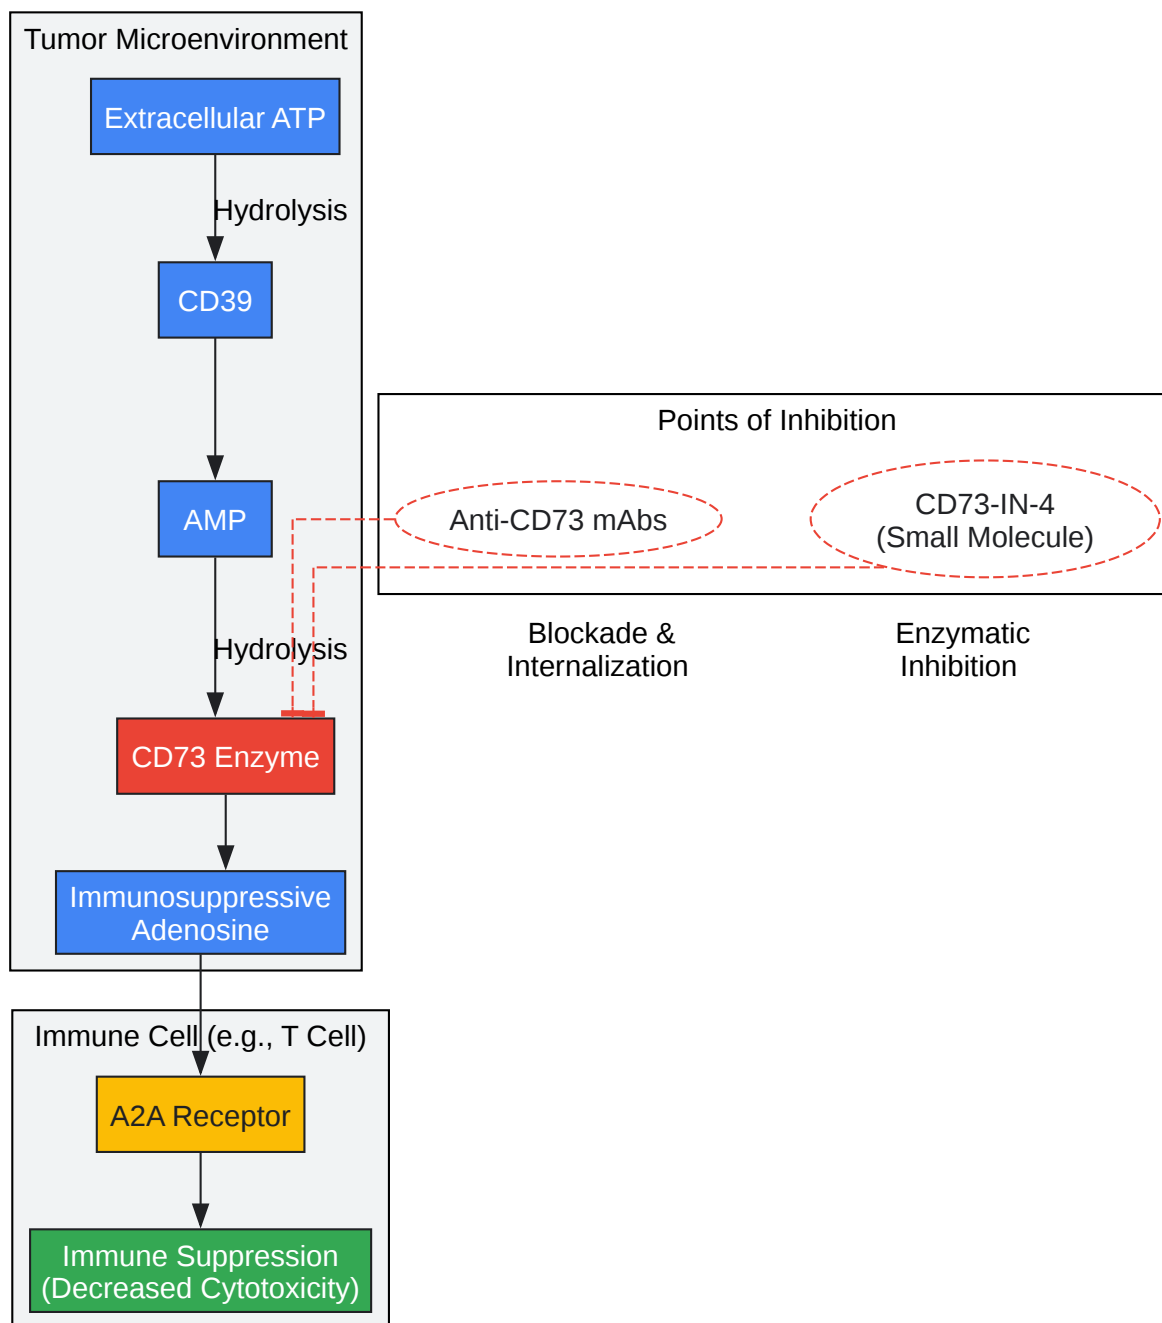 Tumor Microenvironment
Extracellular ATP
Hydrolysis
CD39
AMP
Hydrolysis
CD73 Enzyme
Immunosuppressive
Adenosine
Points of Inhibition
Anti-CD73 mAbs
CD73-IN-4
(Small Molecule)
Blockade &
Internalization
Enzymatic
Inhibition
Immune Cell (e.g., T Cell)
A2A Receptor
Immune Suppression
(Decreased Cytotoxicity)